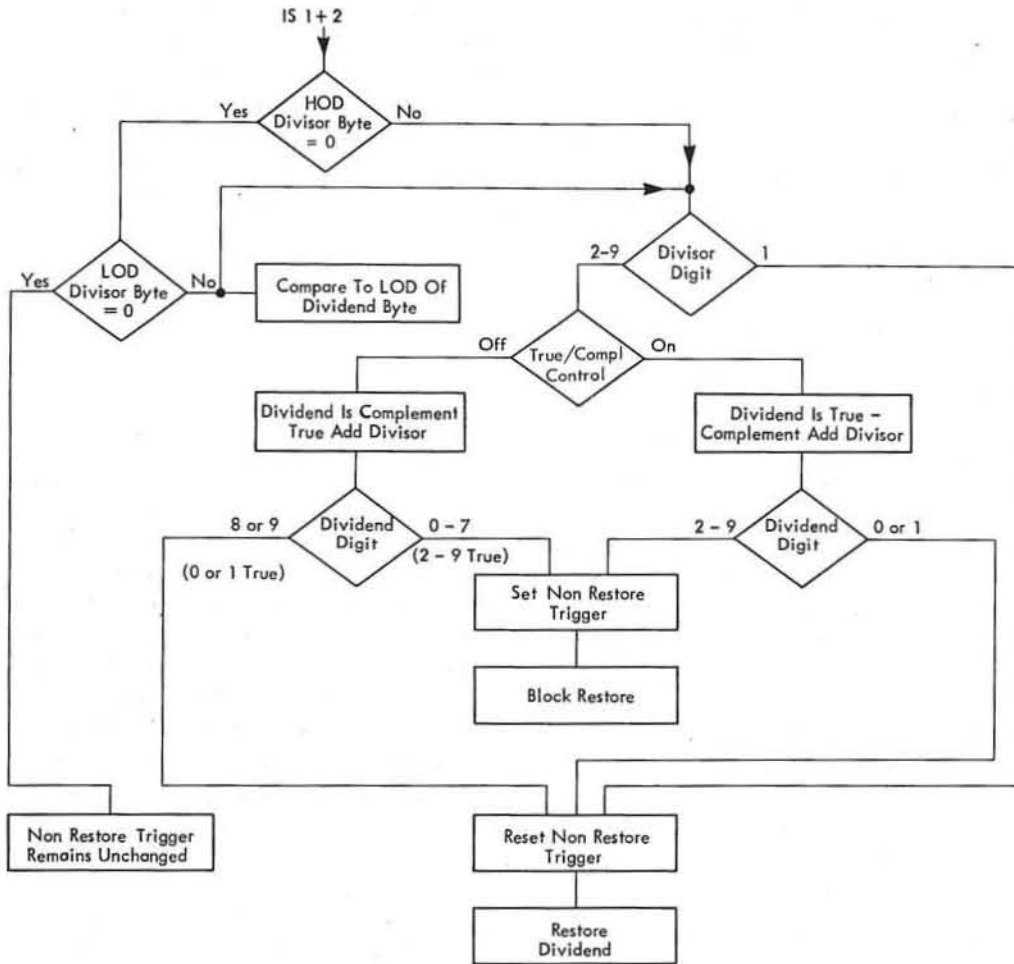 IS 1 + 2
HOD
Divisor Byte
= 0
Yes
No
LOD
Divisor Byte
= 0
Yes
No
Compare To LOD Of
Dividend Byte
Divisor
Digit
2-9
1
True/Compl
Control
Off
On
Dividend Is Complement
True Add Divisor
Dividend Is True -
Complement Add Divisor
Dividend
Digit
8 or 9
(0 or 1 True)
0 - 7
(2 - 9 True)
Dividend
Digit
2 - 9
0 or 1
Set Non Restore
Trigger
Block Restore
Non Restore Trigger
Remains Unchanged
Reset Non Restore
Trigger
Restore
Dividend